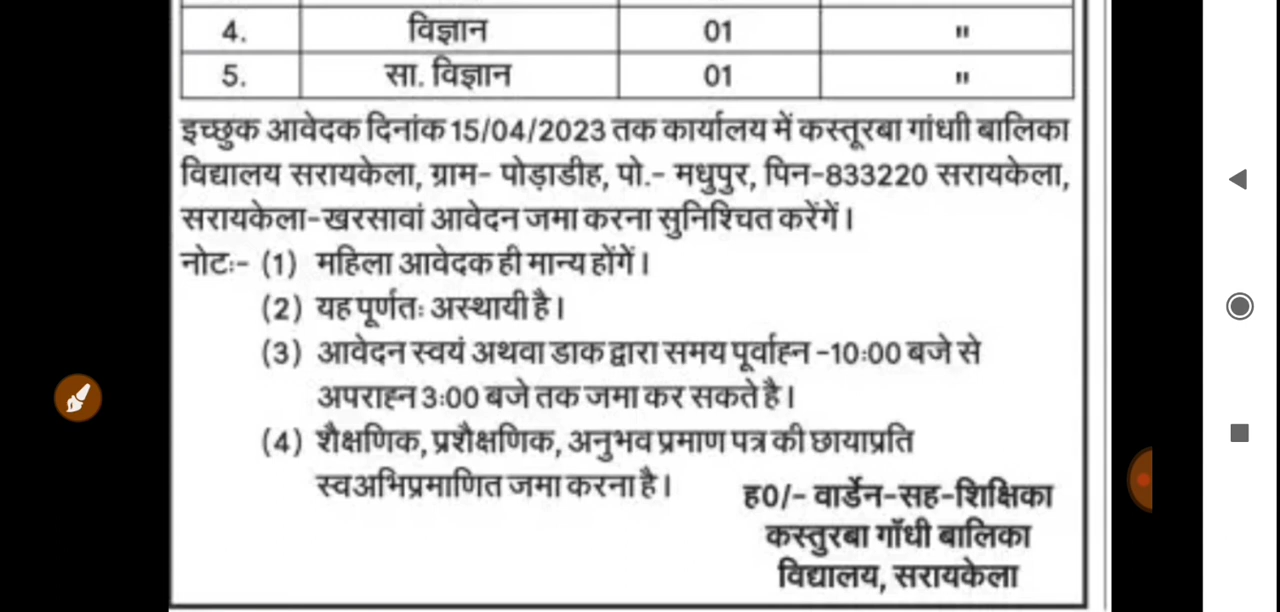 4. विज्ञान 01 "
5. सा. विज्ञान 01 "
इच्छुक आवेदक दिनांक 15/04/2023 तक कार्यालय में कस्तूरबा गांधाी बालिका
विद्यालय सरायकेला, ग्राम- पोड़ाडीह, पो.- मधुपुर, पिन-833220 सरायकेला,
सरायकेला-खरसावां आवेदन जमा करना सुनिश्चित करेंगें।
नोटः- (1) महिला आवेदक ही मान्य होंगें।
(2) यह पूर्णतः अस्थायी है।
(3) आवेदन स्वयं अथवा डाक द्वारा समय पूर्वाह्न -10:00 बजे से
अपराह्न 3:00 बजे तक जमा कर सकते है।
(4) शैक्षणिक, प्रशैक्षणिक, अनुभव प्रमाण पत्र की छायाप्रति
स्वअभिप्रमाणित जमा करना है।
ह0/- वार्डेन-सह-शिक्षिका
कस्तुरबा गाँधी बालिका
विद्यालय, सरायकेला